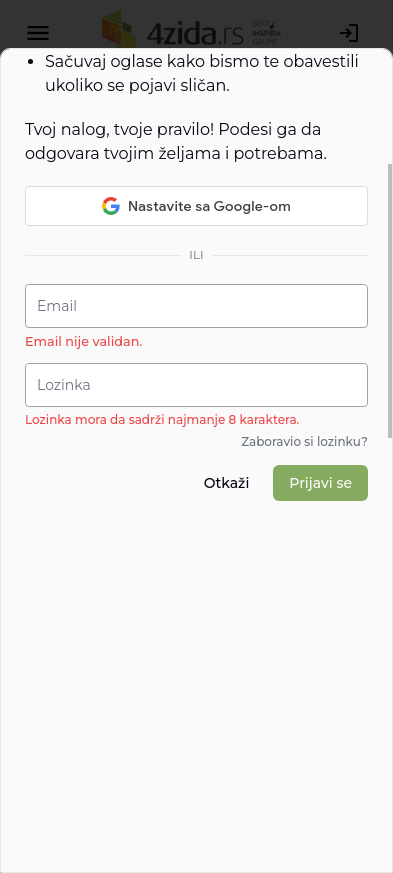 4zida.rs DEO INSPIRA GRUPE
• Sačuvaj oglase kako bismo te obavestili
ukoliko se pojavi sličan.
Tvoj nalog, tvoje pravilo! Podesi ga da
odgovara tvojim željama i potrebama.
Nastavite sa Google-om
ILI
Email
Email nije validan.
Lozinka
Lozinka mora da sadrži najmanje 8 karaktera.
Zaboravio si lozinku?
Otkaži Prijavi se